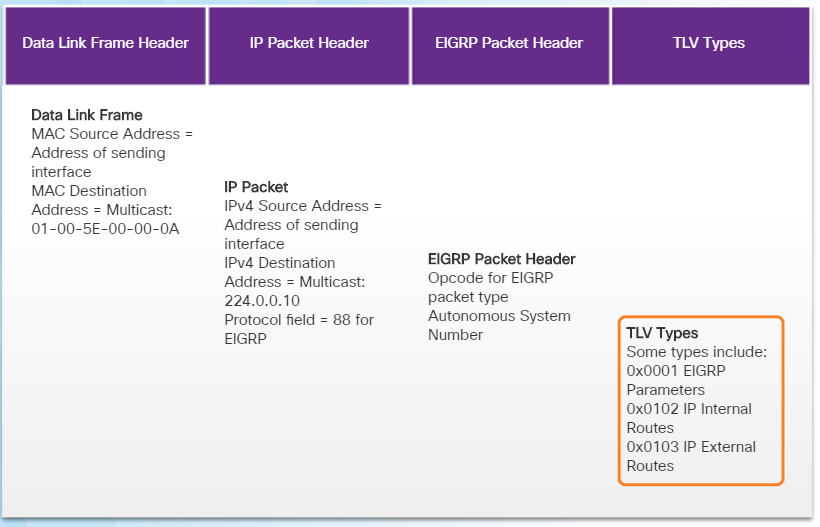 Data Link Frame Header
IP Packet Header
EIGRP Packet Header
TLV Types
Data Link Frame
MAC Source Address =
Address of sending
interface
MAC Destination
Address = Multicast:
01-00-5E-00-00-0A
IP Packet
IPv4 Source Address =
Address of sending
interface
IPv4 Destination
Address = Multicast:
224.0.0.10
Protocol field = 88 for
EIGRP
EIGRP Packet Header
Opcode for EIGRP
packet type
Autonomous System
Number
TLV Types
Some types include:
0x0001 EIGRP
Parameters
0x0102 IP Internal
Routes
0x0103 IP External
Routes